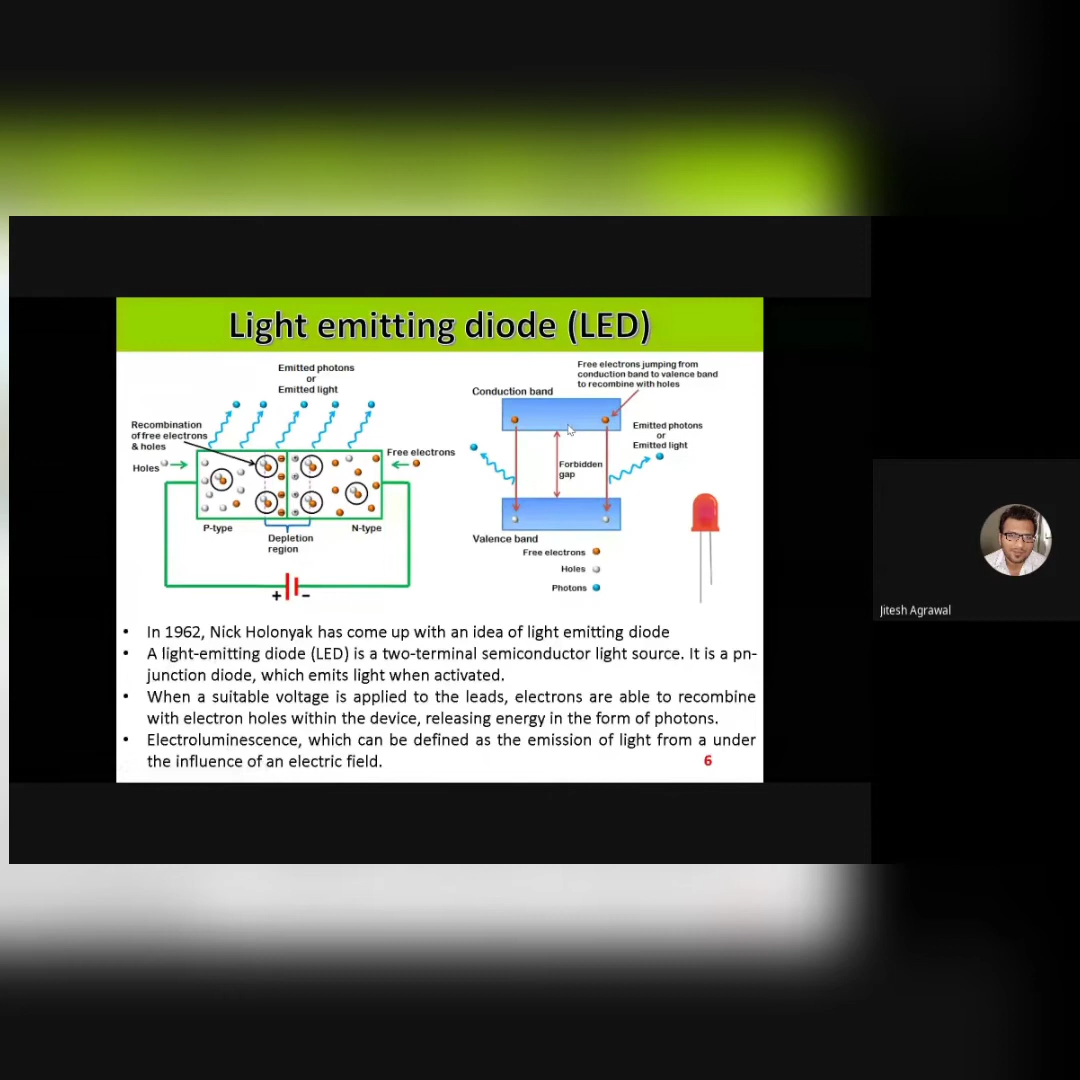 Light emitting diode (LED)
Emitted photons
or
Emitted light
Recombination
of free electrons
& holes
Holes
Free electrons
P-type
N-type
Depletion
region
+ –
Free electrons jumping from
conduction band to valence band
to recombine with holes
Conduction band
Emitted photons
or
Emitted light
Forbidden
gap
Valence band
Free electrons
Holes
Photons
• In 1962, Nick Holonyak has come up with an idea of light emitting diode
• A light-emitting diode (LED) is a two-terminal semiconductor light source. It is a pn-
junction diode, which emits light when activated.
• When a suitable voltage is applied to the leads, electrons are able to recombine
with electron holes within the device, releasing energy in the form of photons.
• Electroluminescence, which can be defined as the emission of light from a under
the influence of an electric field.
6
Jitesh Agrawal